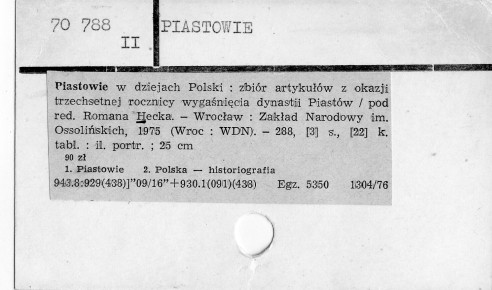 70 788
II
PIASTOWIE
Piastowie w dziejach Polski : zbiór artykułów z okazji
trzechsetnej rocznicy wygaśnięcia dynastii Piastów / pod
red. Romana Hecka. – Wrocław : Zakład Narodowy im.
Ossolińskich, 1975 (Wroc : WDN). – 288, [3] s., [22] k.
tabl. : il. portr. ; 25 cm
90 zł
1. Piastowie 2. Polska — historiografia
943.8:929(438)]"09/16"+930.1(091)(438) Egz. 5350 1304/76